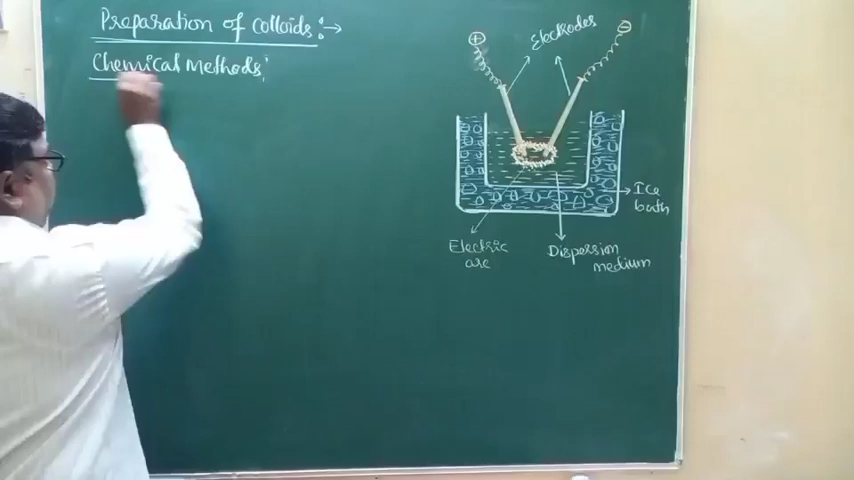 Preparation of Colloids:→
Chemical Methods:
+
−
Electrodes
Ice
bath
Electric
arc
Dispersion
medium